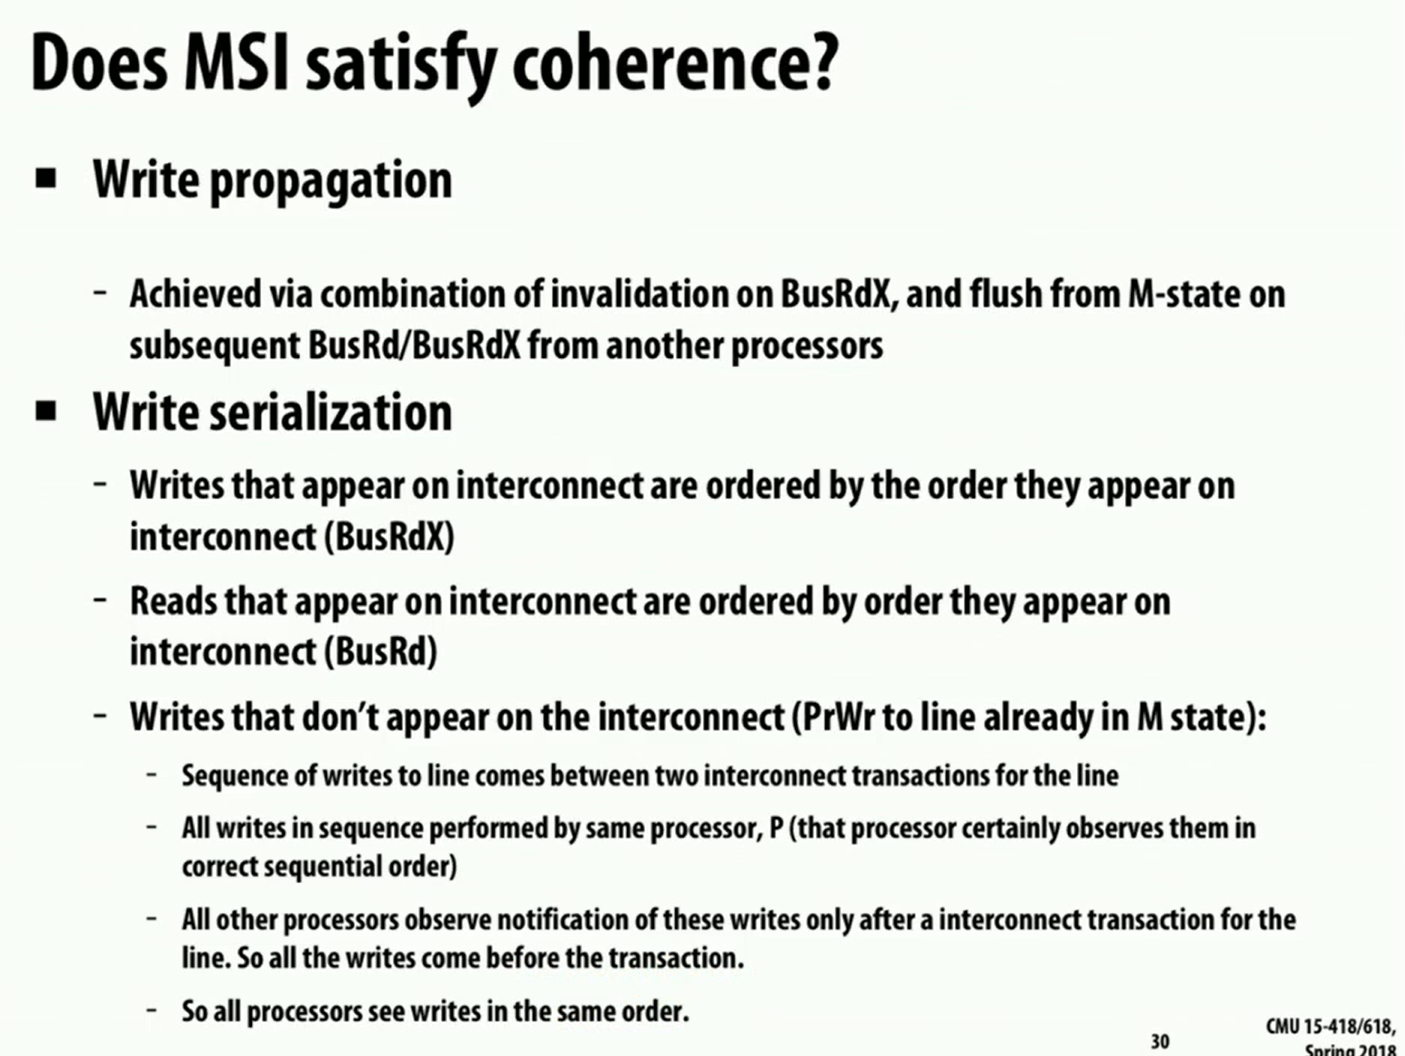 Does MSI satisfy coherence?
■ Write propagation
– Achieved via combination of invalidation on BusRdX, and flush from M-state on
subsequent BusRd/BusRdX from another processors
■ Write serialization
– Writes that appear on interconnect are ordered by the order they appear on
interconnect (BusRdX)
– Reads that appear on interconnect are ordered by order they appear on
interconnect (BusRd)
– Writes that don’t appear on the interconnect (PrWr to line already in M state):
– Sequence of writes to line comes between two interconnect transactions for the line
– All writes in sequence performed by same processor, P (that processor certainly observes them in
correct sequential order)
– All other processors observe notification of these writes only after a interconnect transaction for the
line. So all the writes come before the transaction.
– So all processors see writes in the same order.
30
CMU 15-418/618,
Spring 2018